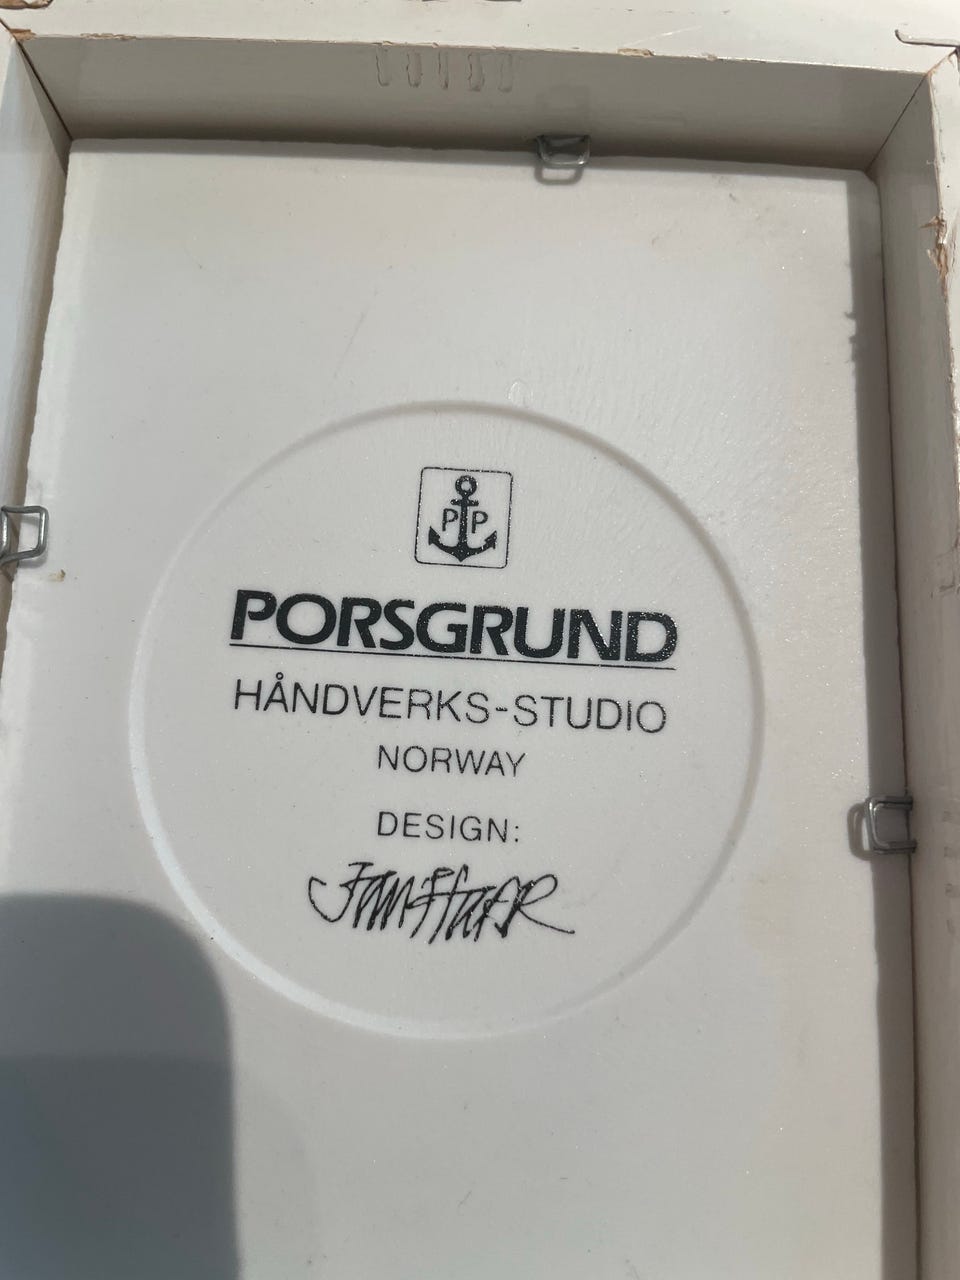 P P
PORSGRUND
HÅNDVERKS-STUDIO
NORWAY
DESIGN: